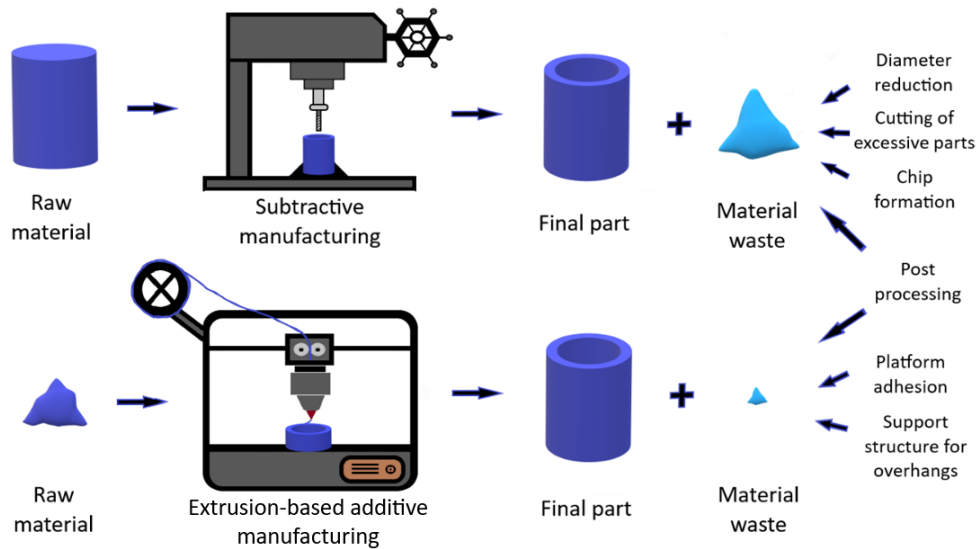 Raw
material
Subtractive
manufacturing
Final part
Material
waste
Diameter
reduction
Cutting of
excessive parts
Chip
formation
Post
processing
Platform
adhesion
Support
structure for
overhangs
Raw
material
Extrusion-based additive
manufacturing
Final part
Material
waste